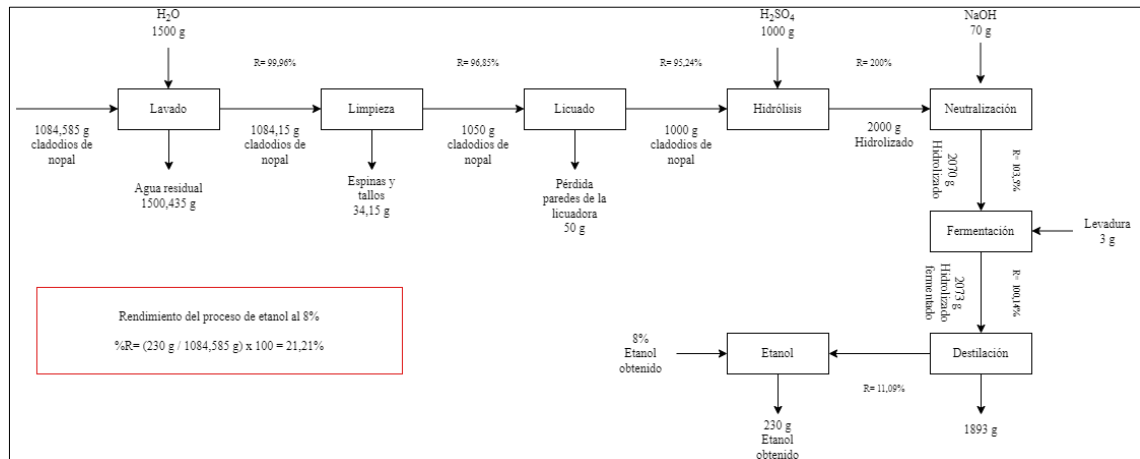 H₂O
1500 g
H₂SO₄
1000 g
NaOH
70 g
R= 99,96%
R= 96,85%
R= 95,24%
R= 200%
Lavado
Limpieza
Licuado
Hidrólisis
Neutralización
1084,585 g
cladodios de
nopal
1084,15 g
cladodios de
nopal
1050 g
cladodios de
nopal
1000 g
cladodios de
nopal
2000 g
Hidrolizado
Agua residual
1500,435 g
Espinas y
tallos
34,15 g
Pérdida
paredes de la
licuadora
50 g
2070 g
Hidrolizado
R= 103,5%
Fermentación
Levadura
3 g
2073 g
Hidrolizado
fermentado
R= 100,14%
Rendimiento del proceso de etanol al 8%
%R= (230 g / 1084,585 g) x 100 = 21,21%
8%
Etanol
obtenido
Etanol
Destilación
R= 11,09%
230 g
Etanol
obtenido
1893 g